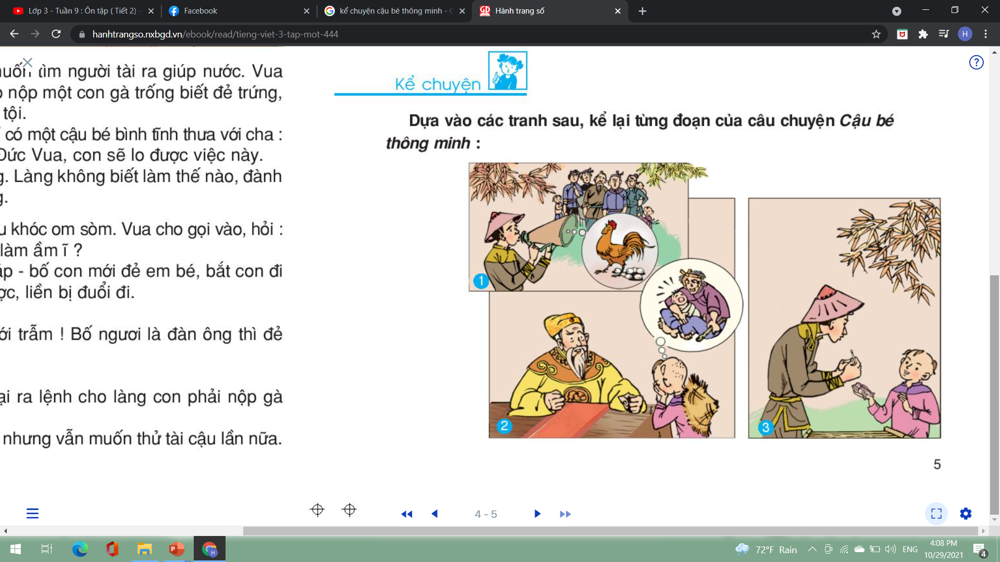 Lớp 3 - Tuần 9 : Ôn tập ( Tiết 2) -
Facebook
kể chuyện cậu bé thông minh - G
Hành trang số
hanhtrangso.nxbgd.vn/ebook/read/tieng-viet-3-tap-mot-444
H
tìm người tài ra giúp nước. Vua
nộp một con gà trống biết đẻ trứng,
tội.
có một cậu bé bình tĩnh thưa với cha :
Đức Vua, con sẽ lo được việc này.
Làng không biết làm thế nào, đành
khóc om sòm. Vua cho gọi vào, hỏi :
làm ầm ĩ ?
- bố con mới đẻ em bé, bắt con đi
liền bị đuổi đi.
trẫm ! Bố ngươi là đàn ông thì đẻ
ra lệnh cho làng con phải nộp gà
nhưng vẫn muốn thử tài cậu lần nữa.
Kể chuyện
Dựa vào các tranh sau, kể lại từng đoạn của câu chuyện Cậu bé
thông minh :
1
2
3
5
4 - 5
72°F Rain
ENG
4:08 PM
10/29/2021
4